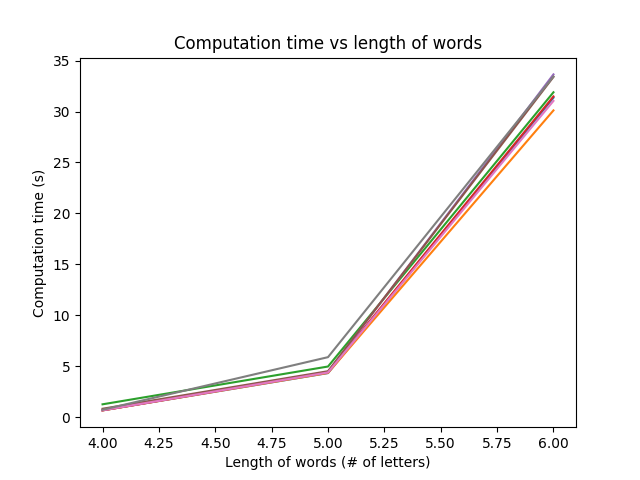 Computation time vs length of words
35
30
25
20
15
10
5
0
Computation time (s)
4.00 4.25 4.50 4.75 5.00 5.25 5.50 5.75 6.00
Length of words (# of letters)